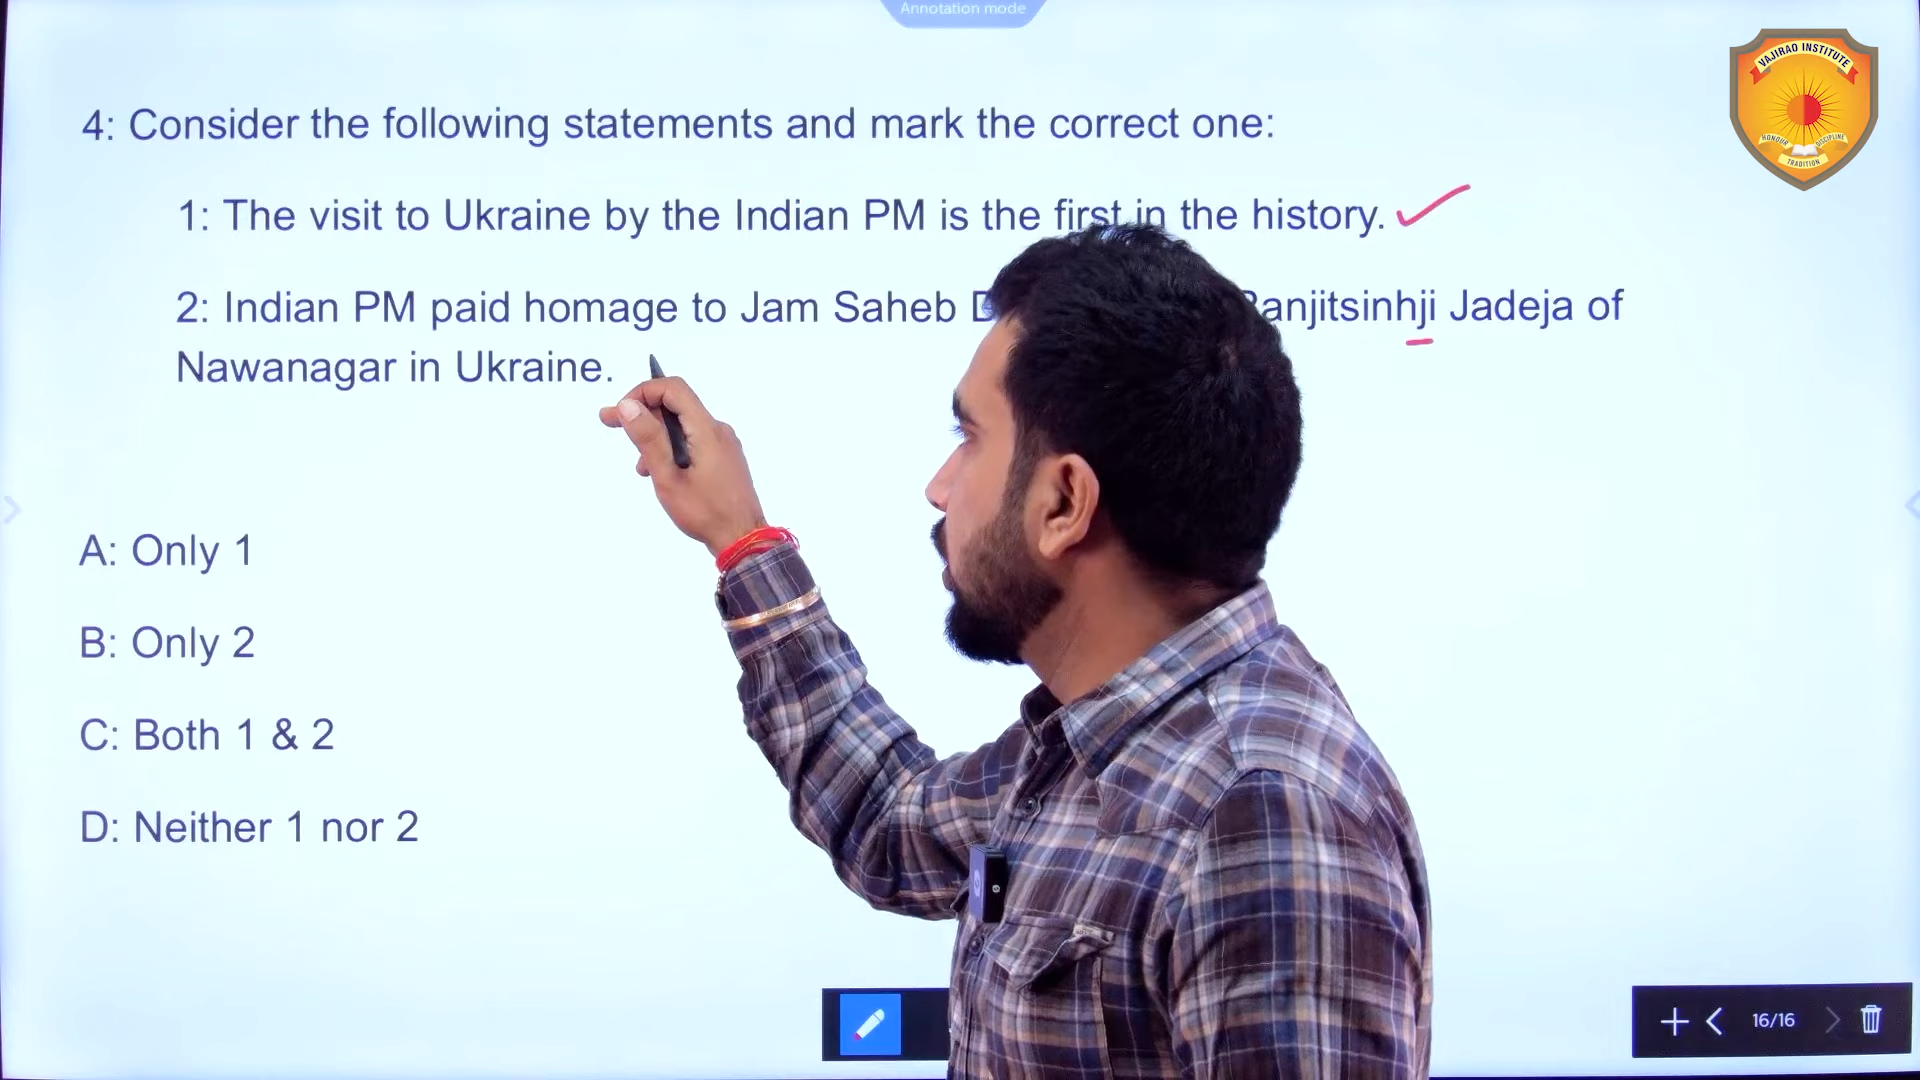 Annotation mode
VAJIRAO INSTITUTE
HONOUR
DISCIPLINE
TRADITION
4: Consider the following statements and mark the correct one:
1: The visit to Ukraine by the Indian PM is the first in the history.
2: Indian PM paid homage to Jam Saheb anjitsinhji Jadeja of
Nawanagar in Ukraine.
A: Only 1
B: Only 2
C: Both 1 & 2
D: Neither 1 nor 2
16/16